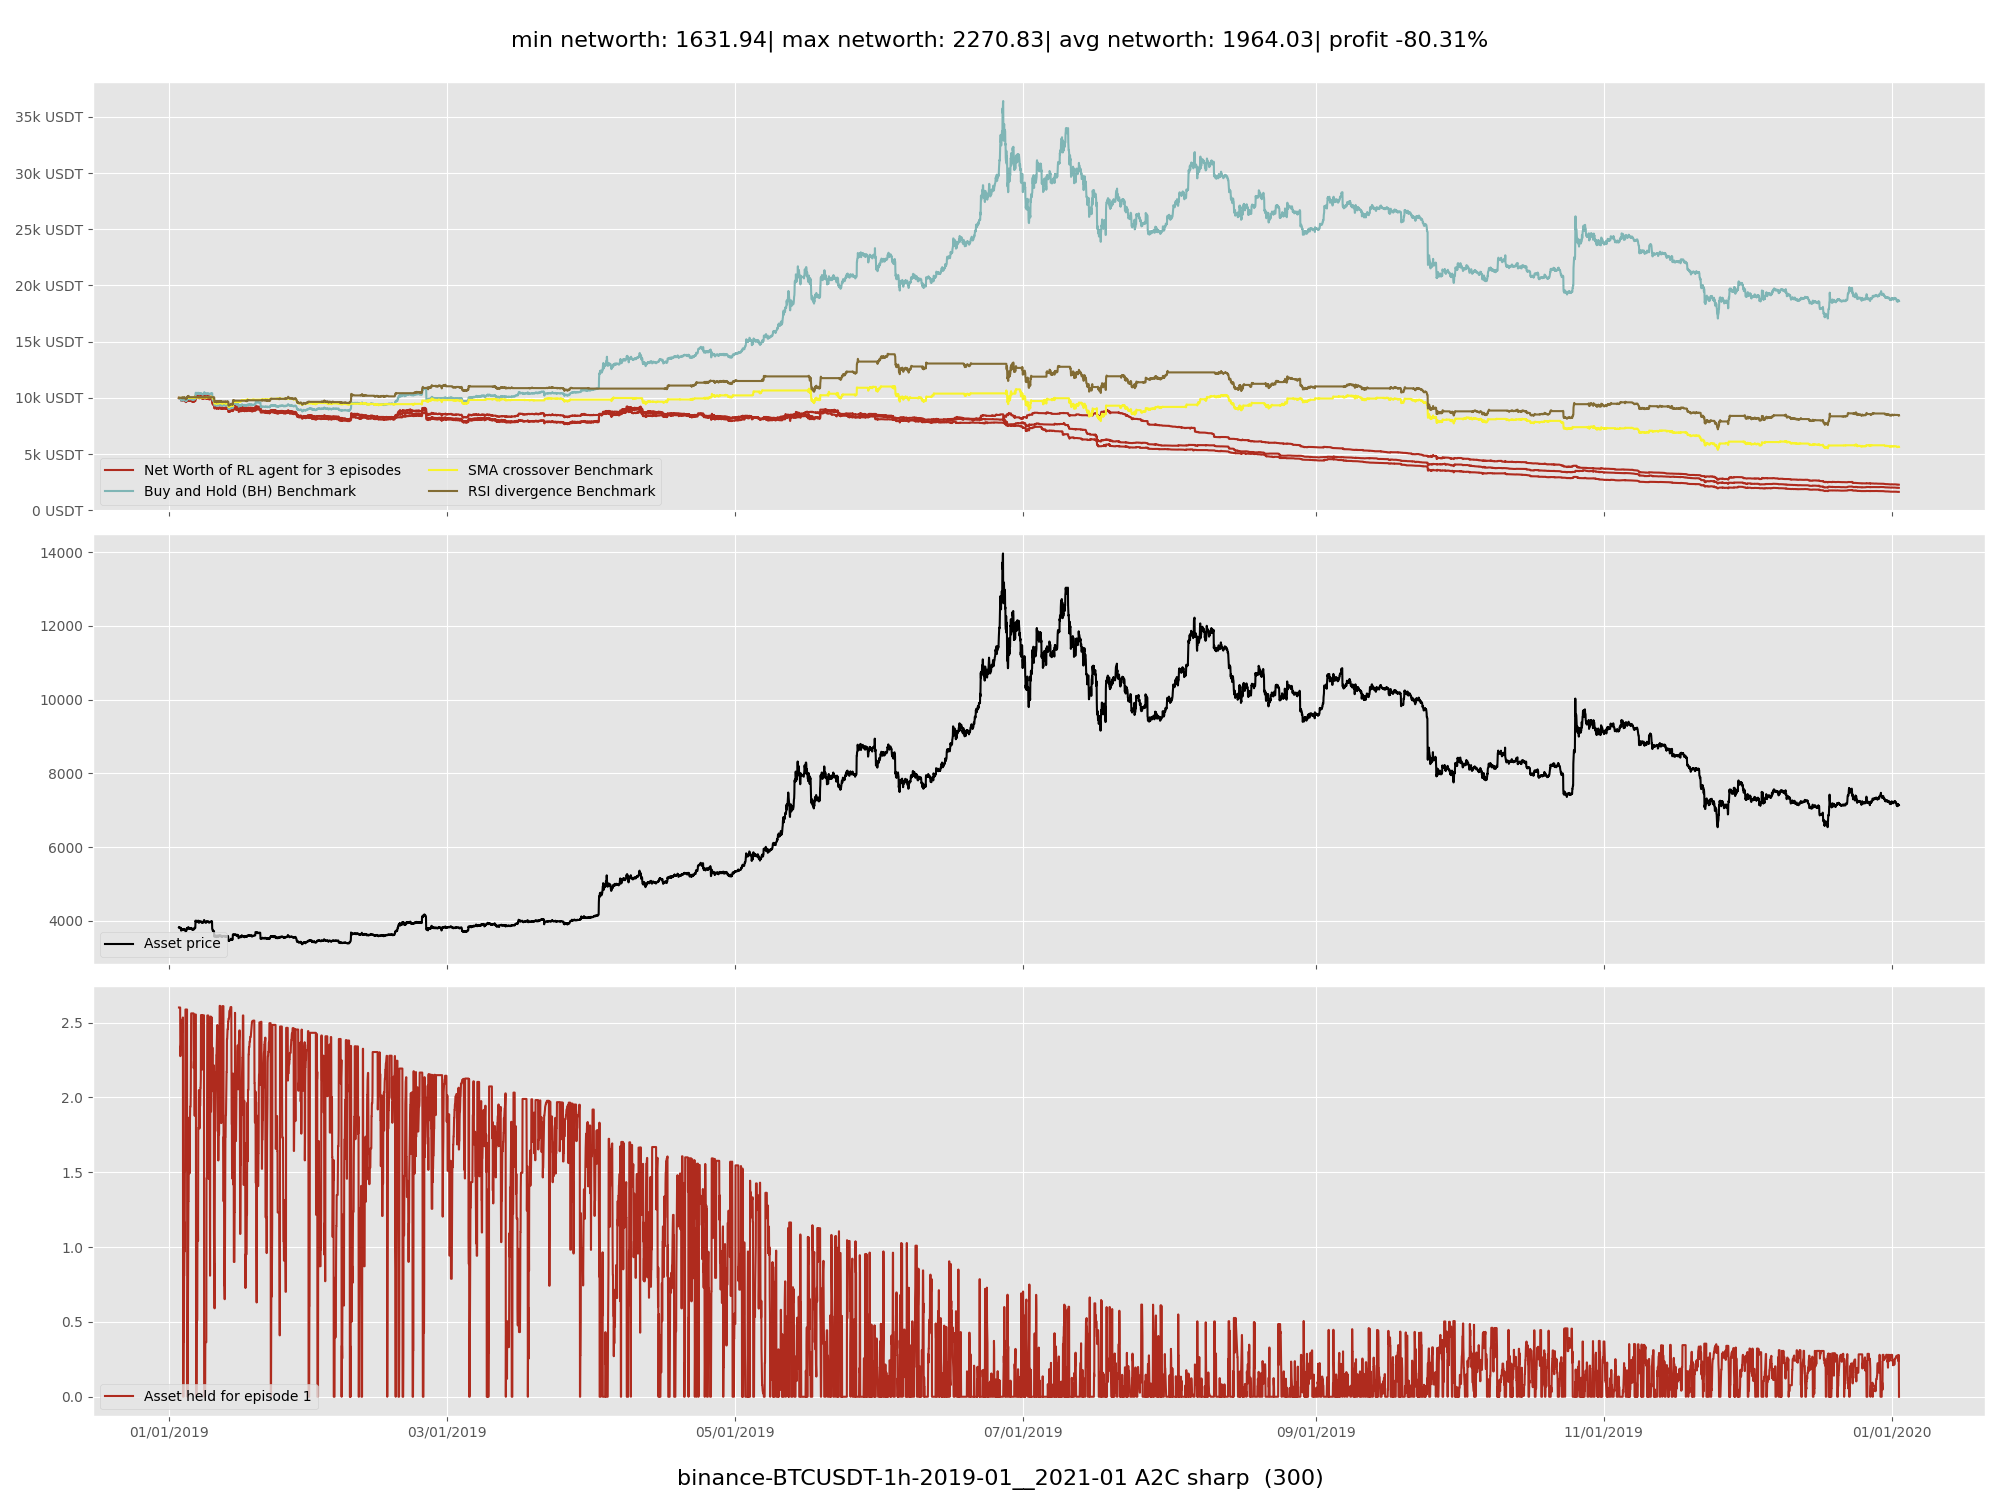 min networth: 1631.94| max networth: 2270.83| avg networth: 1964.03| profit -80.31%
35k USDT
30k USDT
25k USDT
20k USDT
15k USDT
10k USDT
5k USDT
0 USDT
Net Worth of RL agent for 3 episodes
Buy and Hold (BH) Benchmark
SMA crossover Benchmark
RSI divergence Benchmark
14000
12000
10000
8000
6000
4000
Asset price
2.5
2.0
1.5
1.0
0.5
0.0
Asset held for episode 1
01/01/2019
03/01/2019
05/01/2019
07/01/2019
09/01/2019
11/01/2019
01/01/2020
binance-BTCUSDT-1h-2019-01__2021-01 A2C sharp (300)